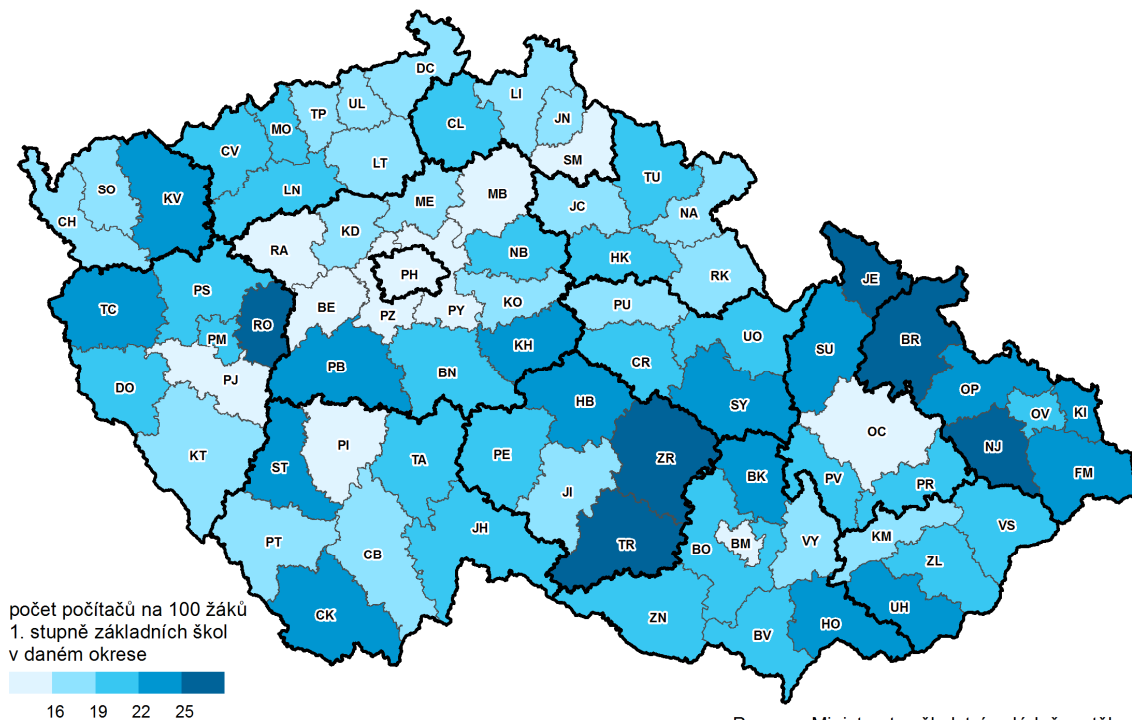 DC
LI
TP
UL
JN
MO
CL
CV
SM
LT
TU
SO
KV
LN
MB
ME
JC
NA
CH
KD
RA
NB
HK
RK
PH
JE
PS
BE
KO
PU
TC
PZ
PY
RO
PM
KH
UO
SU
BR
PB
CR
BN
DO
PJ
OP
HB
SY
OV
KI
OC
KT
ST
PI
TA
PE
ZR
NJ
FM
BK
JI
PV
PR
JH
VS
PT
CB
TR
BO
BM
VY
KM
ZL
UH
CK
ZN
BV
HO
počet počítačů na 100 žáků
1. stupně základních škol
v daném okrese
16 19 22 25